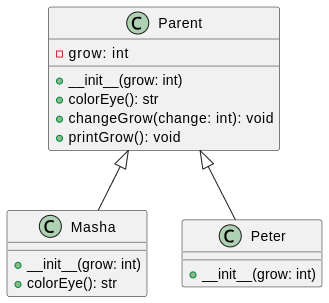 C Parent
grow: int
__init__(grow: int)
colorEye(): str
changeGrow(change: int): void
printGrow(): void
C Masha
__init__(grow: int)
colorEye(): str
C Peter
__init__(grow: int)